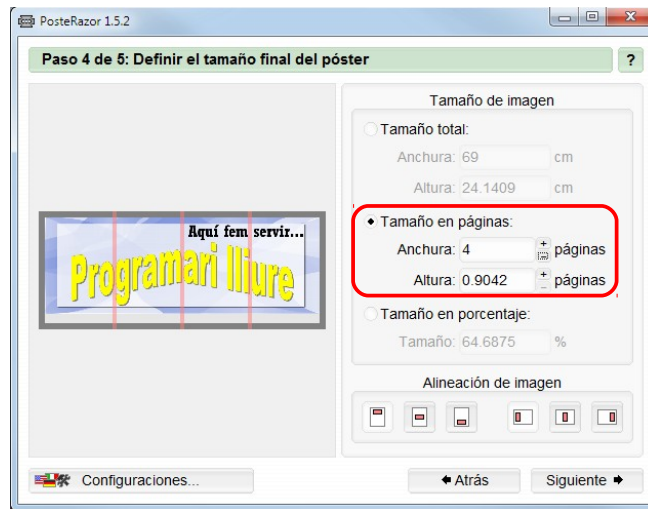 PosteRazor 1.5.2
Paso 4 de 5: Definir el tamaño final del póster
?
Aquí fem servir...
Programari lliure
Tamaño de imagen
Tamaño total:
Anchura: 69 cm
Altura: 24.1409 cm
Tamaño en páginas:
Anchura: 4 páginas
Altura: 0.9042 páginas
Tamaño en porcentaje:
Tamaño: 64.6875 %
Alineación de imagen
Configuraciones...
Atrás
Siguiente